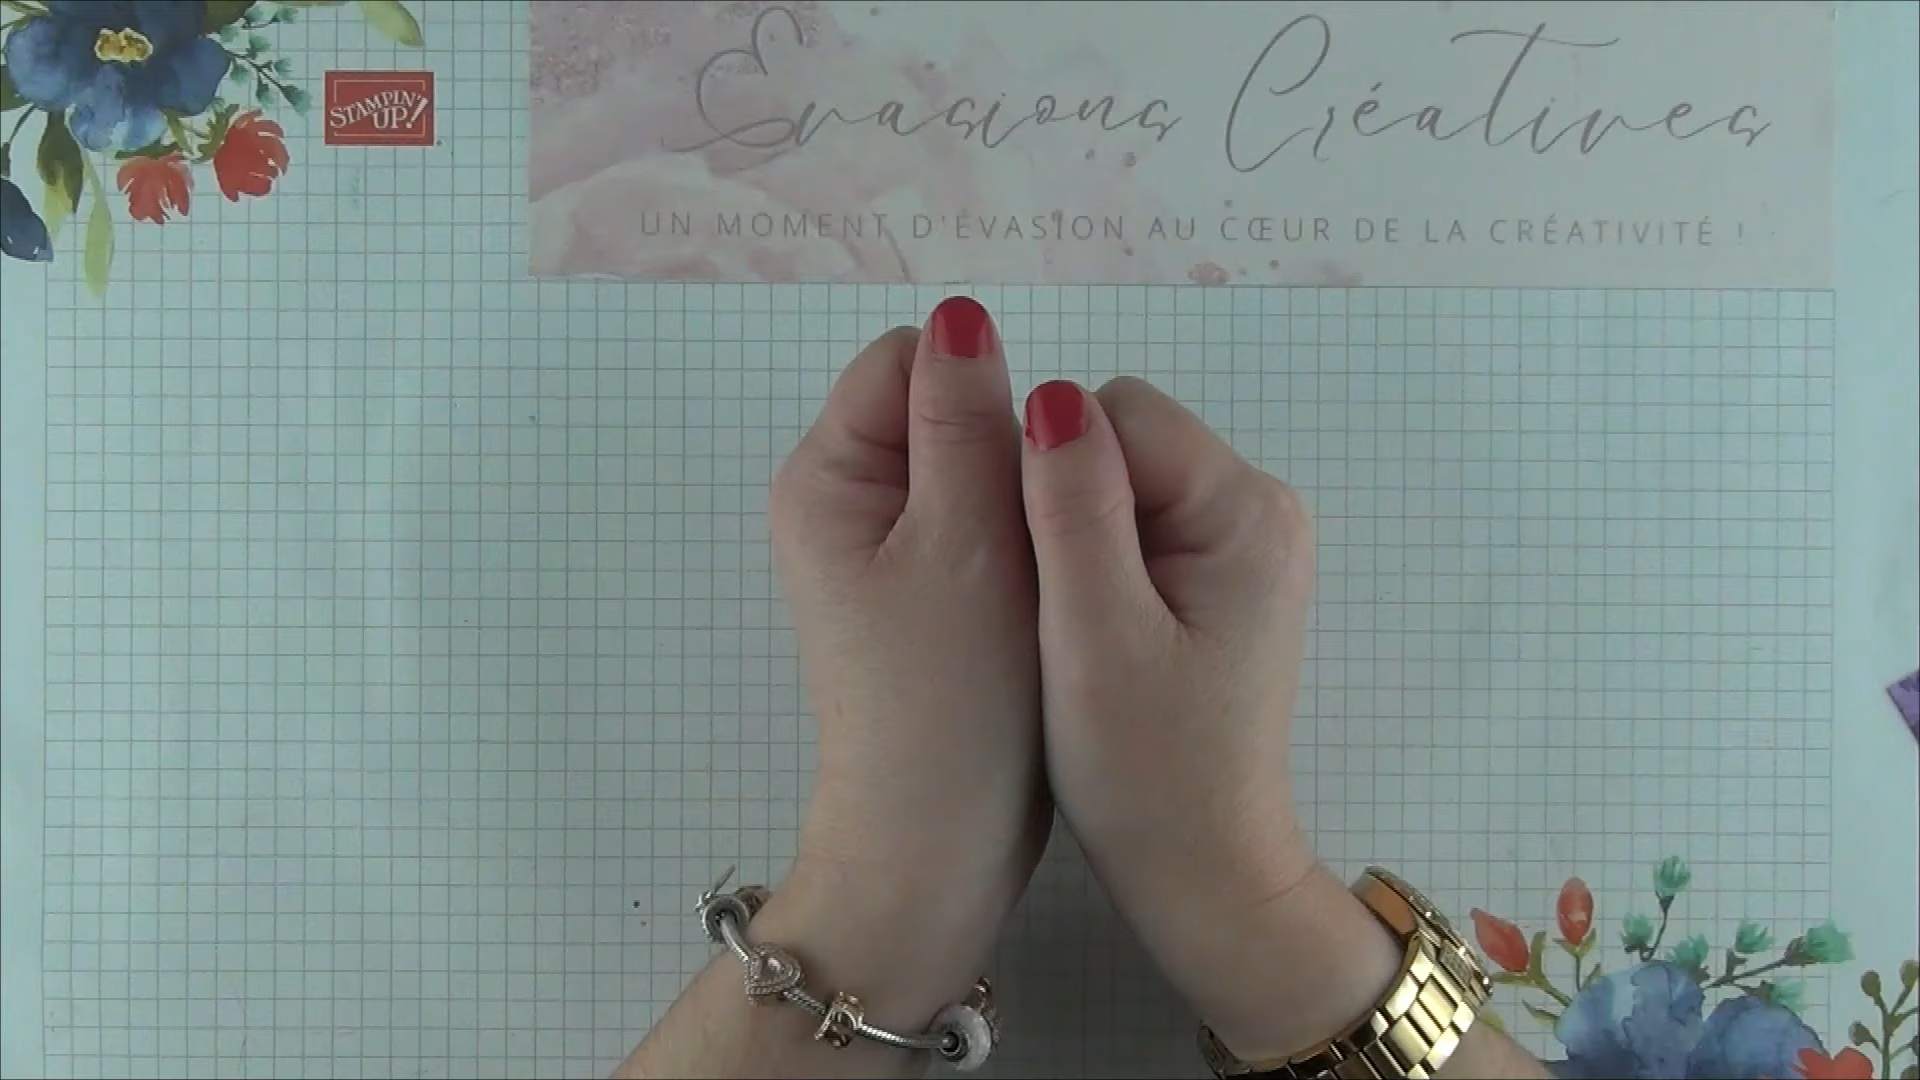 STAMPIN' UP!
Evasions Créatives
UN MOMENT D'ÉVASION AU CŒUR DE LA CRÉATIVITÉ !